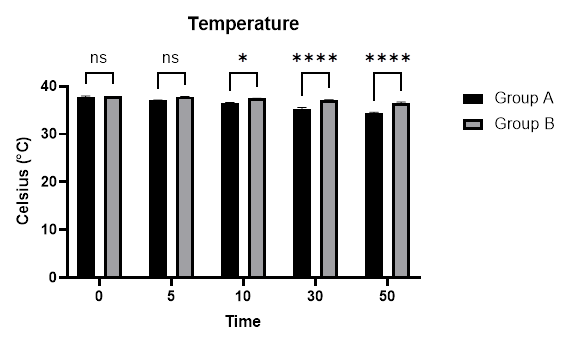 Temperature
ns ns * **** ****
40
30
20
10
0
Celsius (°C)
0 5 10 30 50
Time
Group A
Group B